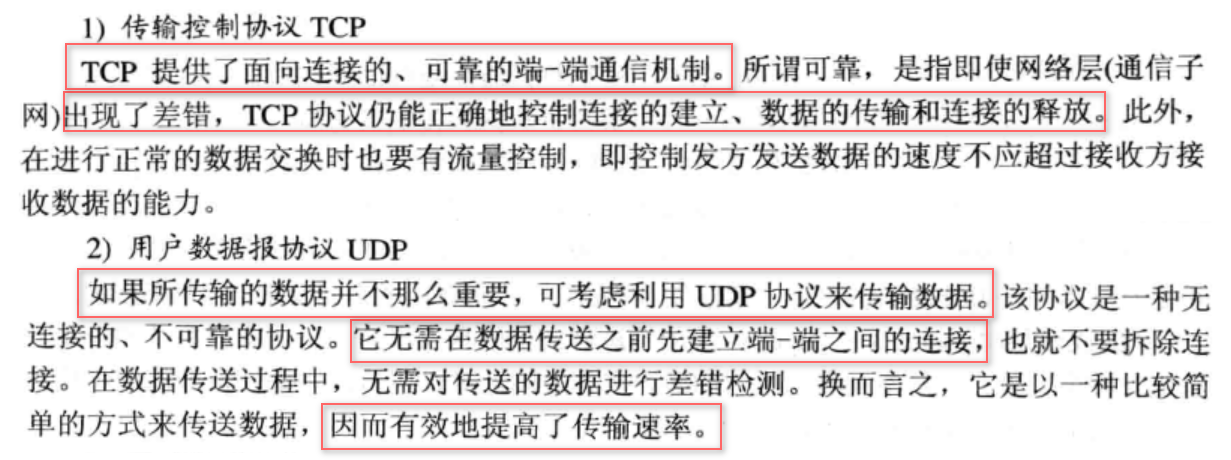 1) 传输控制协议 TCP
TCP 提供了面向连接的、可靠的端-端通信机制。所谓可靠，是指即使网络层(通信子
网)出现了差错，TCP 协议仍能正确地控制连接的建立、数据的传输和连接的释放。此外，
在进行正常的数据交换时也要有流量控制，即控制发方发送数据的速度不应超过接收方接
收数据的能力。
2) 用户数据报协议 UDP
如果所传输的数据并不那么重要，可考虑利用 UDP 协议来传输数据。该协议是一种无
连接的、不可靠的协议。它无需在数据传送之前先建立端-端之间的连接，也就不要拆除连
接。在数据传送过程中，无需对传送的数据进行差错检测。换而言之，它是以一种比较简
单的方式来传送数据，因而有效地提高了传输速率。